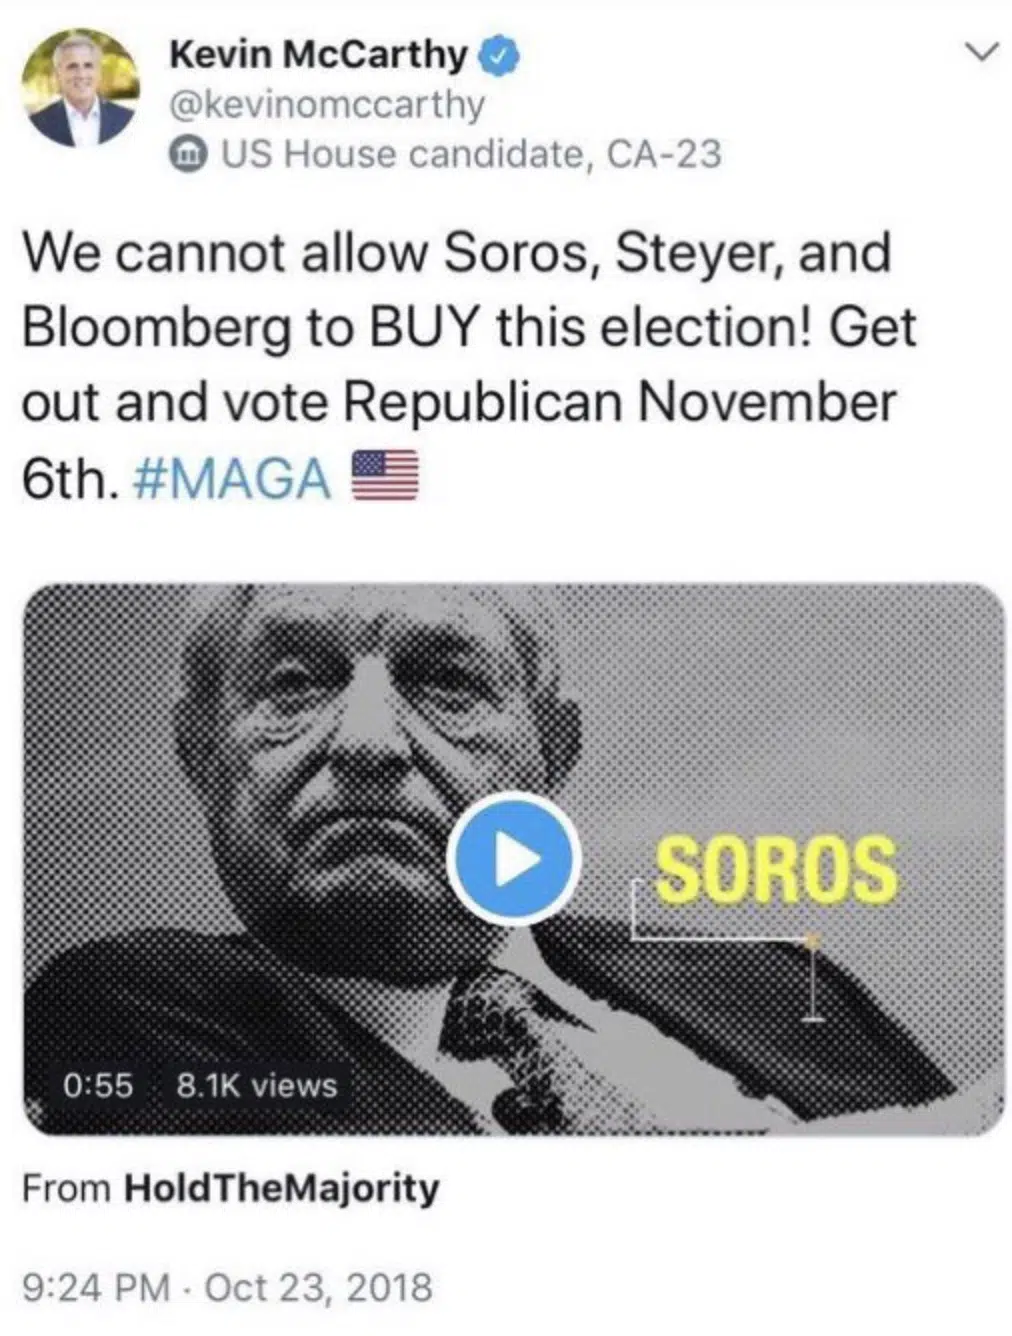 Kevin McCarthy
@kevinomccarthy
US House candidate, CA-23
We cannot allow Soros, Steyer, and
Bloomberg to BUY this election! Get
out and vote Republican November
6th. #MAGA 🇺🇸
SOROS
0:55 8.1K views
From HoldTheMajority
9:24 PM · Oct 23, 2018